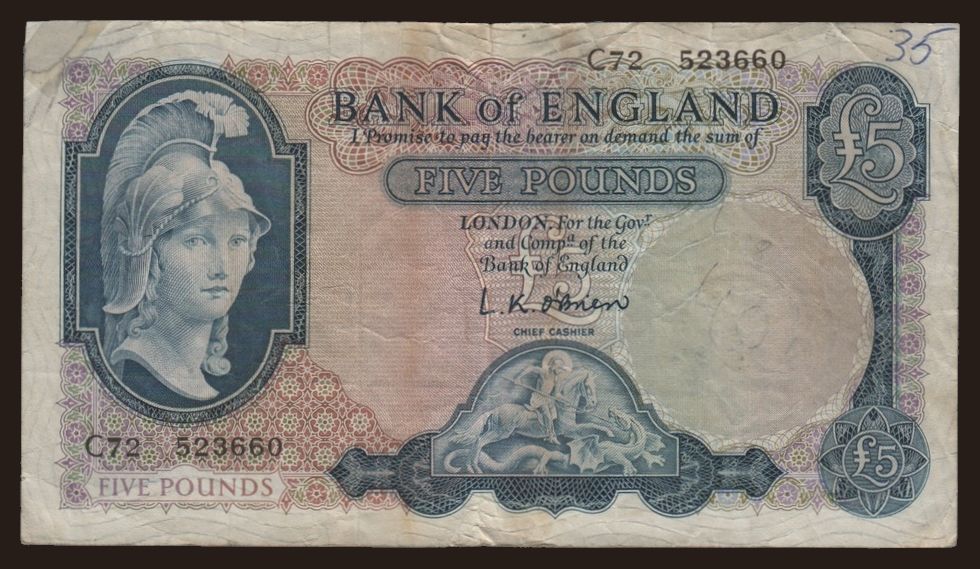 35
C72 523660
BANK of ENGLAND
I Promise to pay the bearer on demand the sum of
£5
FIVE POUNDS
LONDON, For the Govr
and Compa of the
Bank of England
£5
L.K. O'Brien
CHIEF CASHIER
C72 523660
FIVE POUNDS
£5